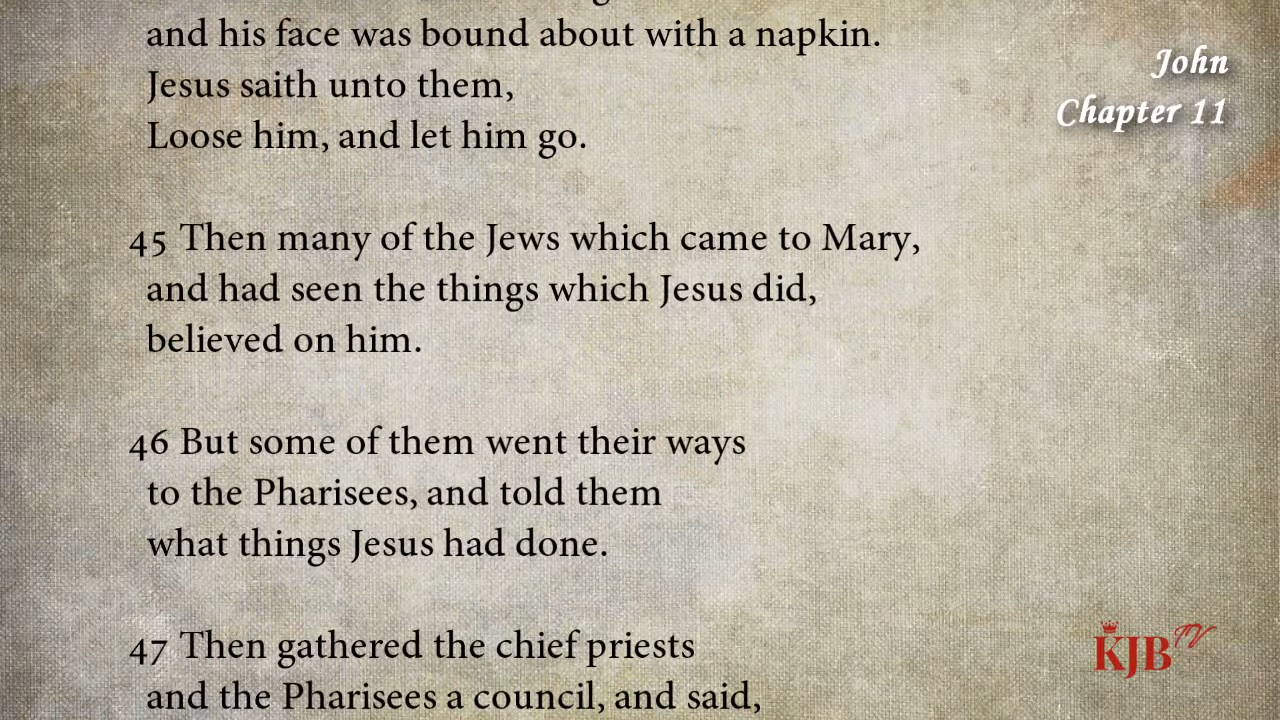 and his face was bound about with a napkin.
Jesus saith unto them,
Loose him, and let him go.
45 Then many of the Jews which came to Mary,
and had seen the things which Jesus did,
believed on him.
46 But some of them went their ways
to the Pharisees, and told them
what things Jesus had done.
47 Then gathered the chief priests
and the Pharisees a council, and said,
John
Chapter 11
KJB TV